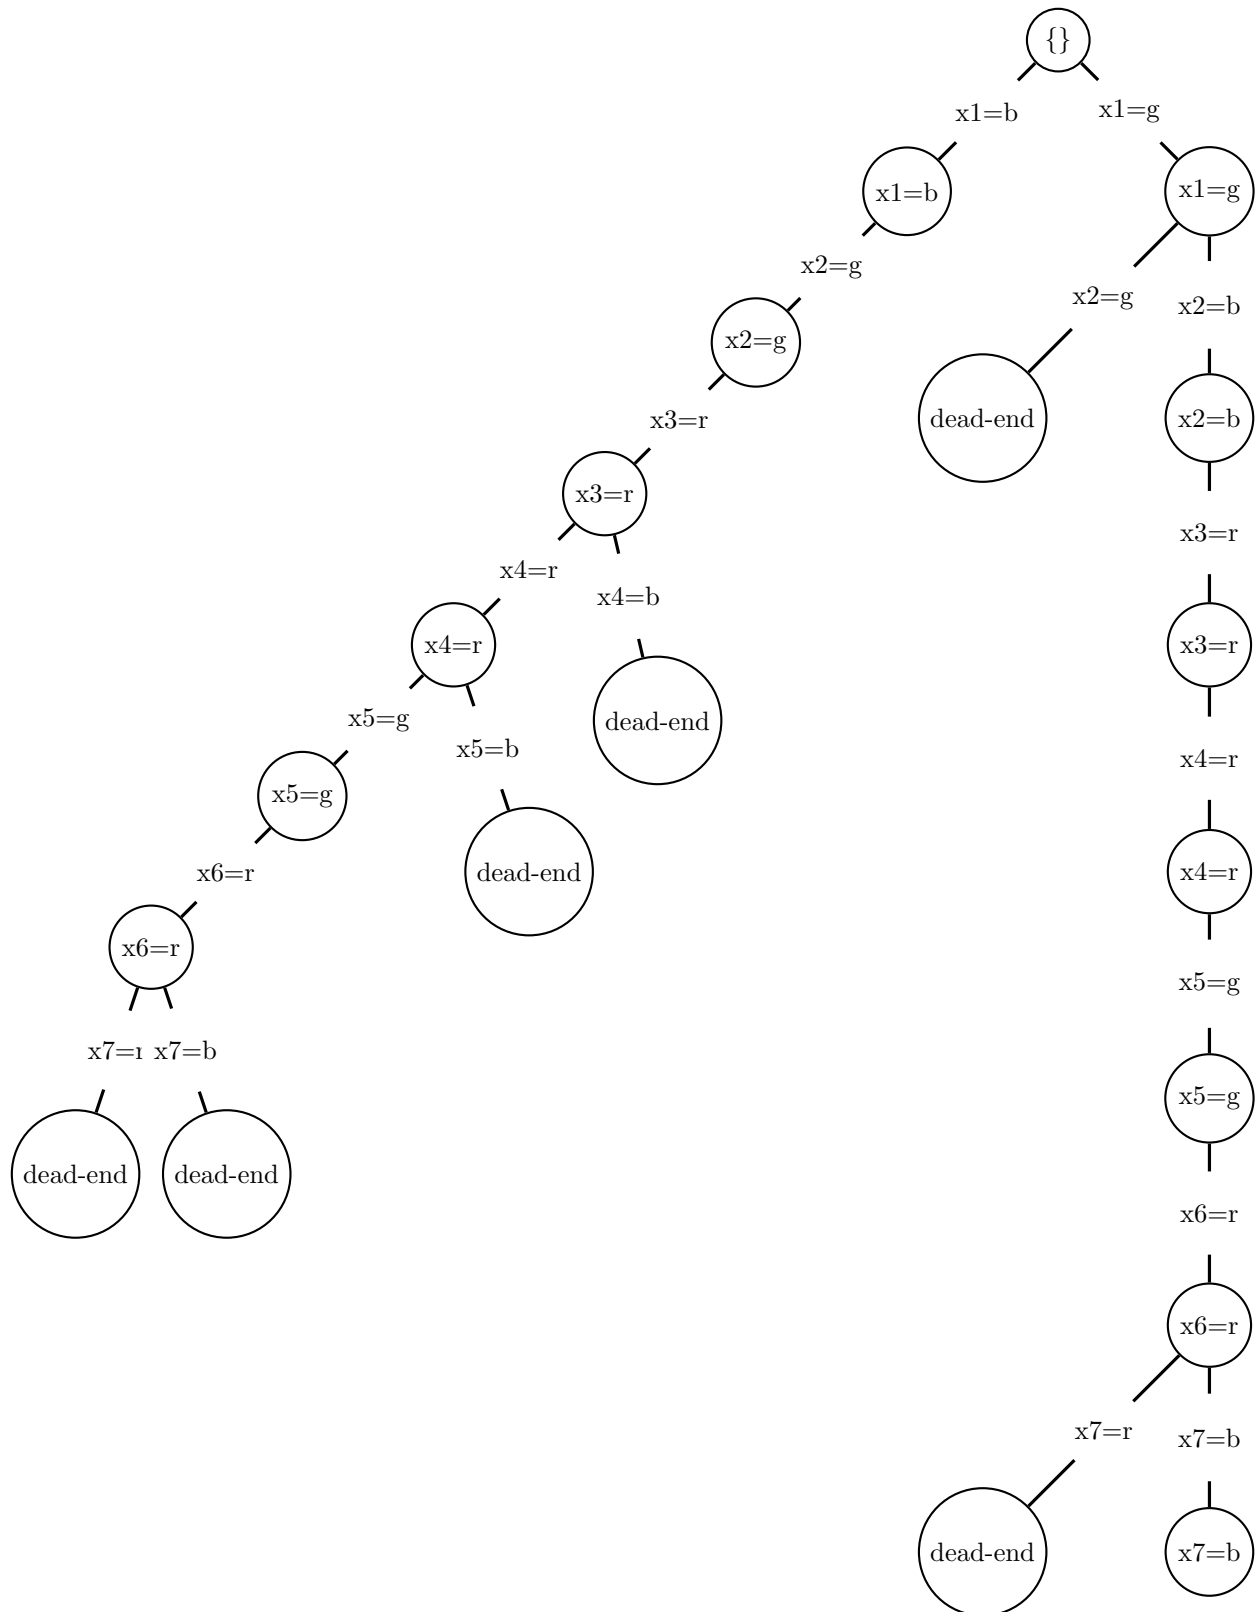 {}
x1=b
x1=g
x1=b
x1=g
x2=g
x2=g
x2=b
x2=g
dead-end
x2=b
x3=r
x3=r
x3=r
x4=r
x4=b
x4=r
x3=r
dead-end
x5=g
x5=b
x4=r
x5=g
dead-end
x4=r
x6=r
x6=r
x5=g
x7=r
x7=b
x5=g
dead-end
dead-end
x6=r
x6=r
x7=r
x7=b
dead-end
x7=b